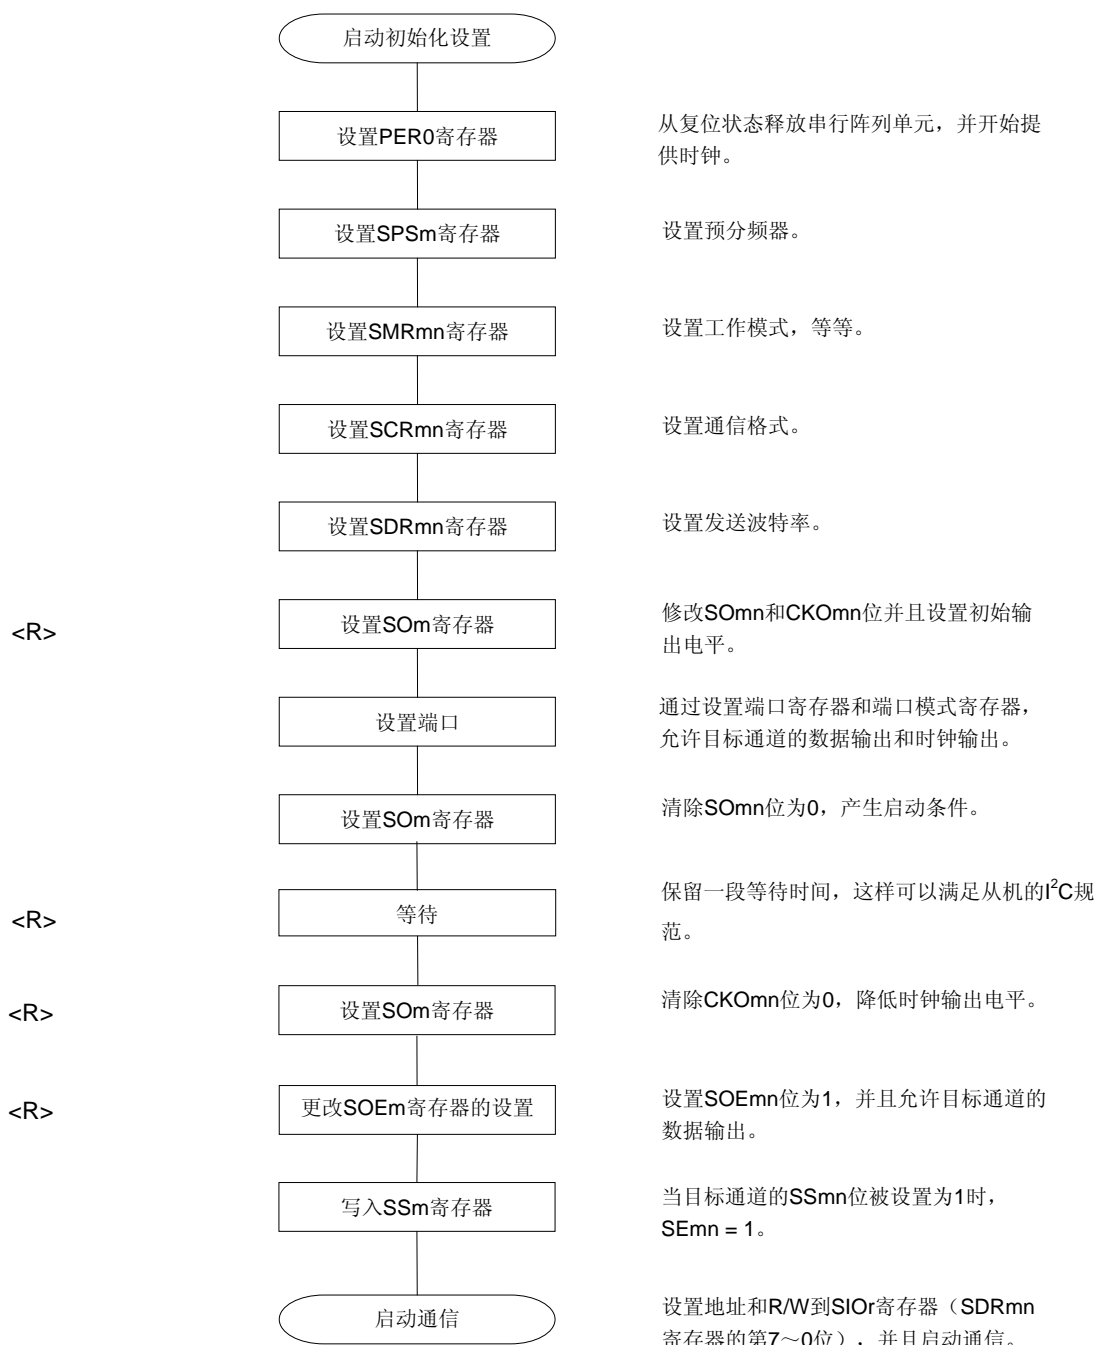 启动初始化设置
设置PER0寄存器
从复位状态释放串行阵列单元，并开始提
供时钟。
设置SPSm寄存器
设置预分频器。
设置SMRmn寄存器
设置工作模式，等等。
设置SCRmn寄存器
设置通信格式。
设置SDRmn寄存器
设置发送波特率。
<R>
设置SOm寄存器
修改SOmn和CKOmn位并且设置初始输
出电平。
设置端口
通过设置端口寄存器和端口模式寄存器，
允许目标通道的数据输出和时钟输出。
设置SOm寄存器
清除SOmn位为0，产生启动条件。
<R>
等待
保留一段等待时间，这样可以满足从机的I²C规
范。
<R>
设置SOm寄存器
清除CKOmn位为0，降低时钟输出电平。
<R>
更改SOEm寄存器的设置
设置SOEmn位为1，并且允许目标通道的
数据输出。
写入SSm寄存器
当目标通道的SSmn位被设置为1时，
SEmn = 1。
启动通信
设置地址和R/W到SIOr寄存器（SDRmn
寄存器的第7～0位），并且启动通信。